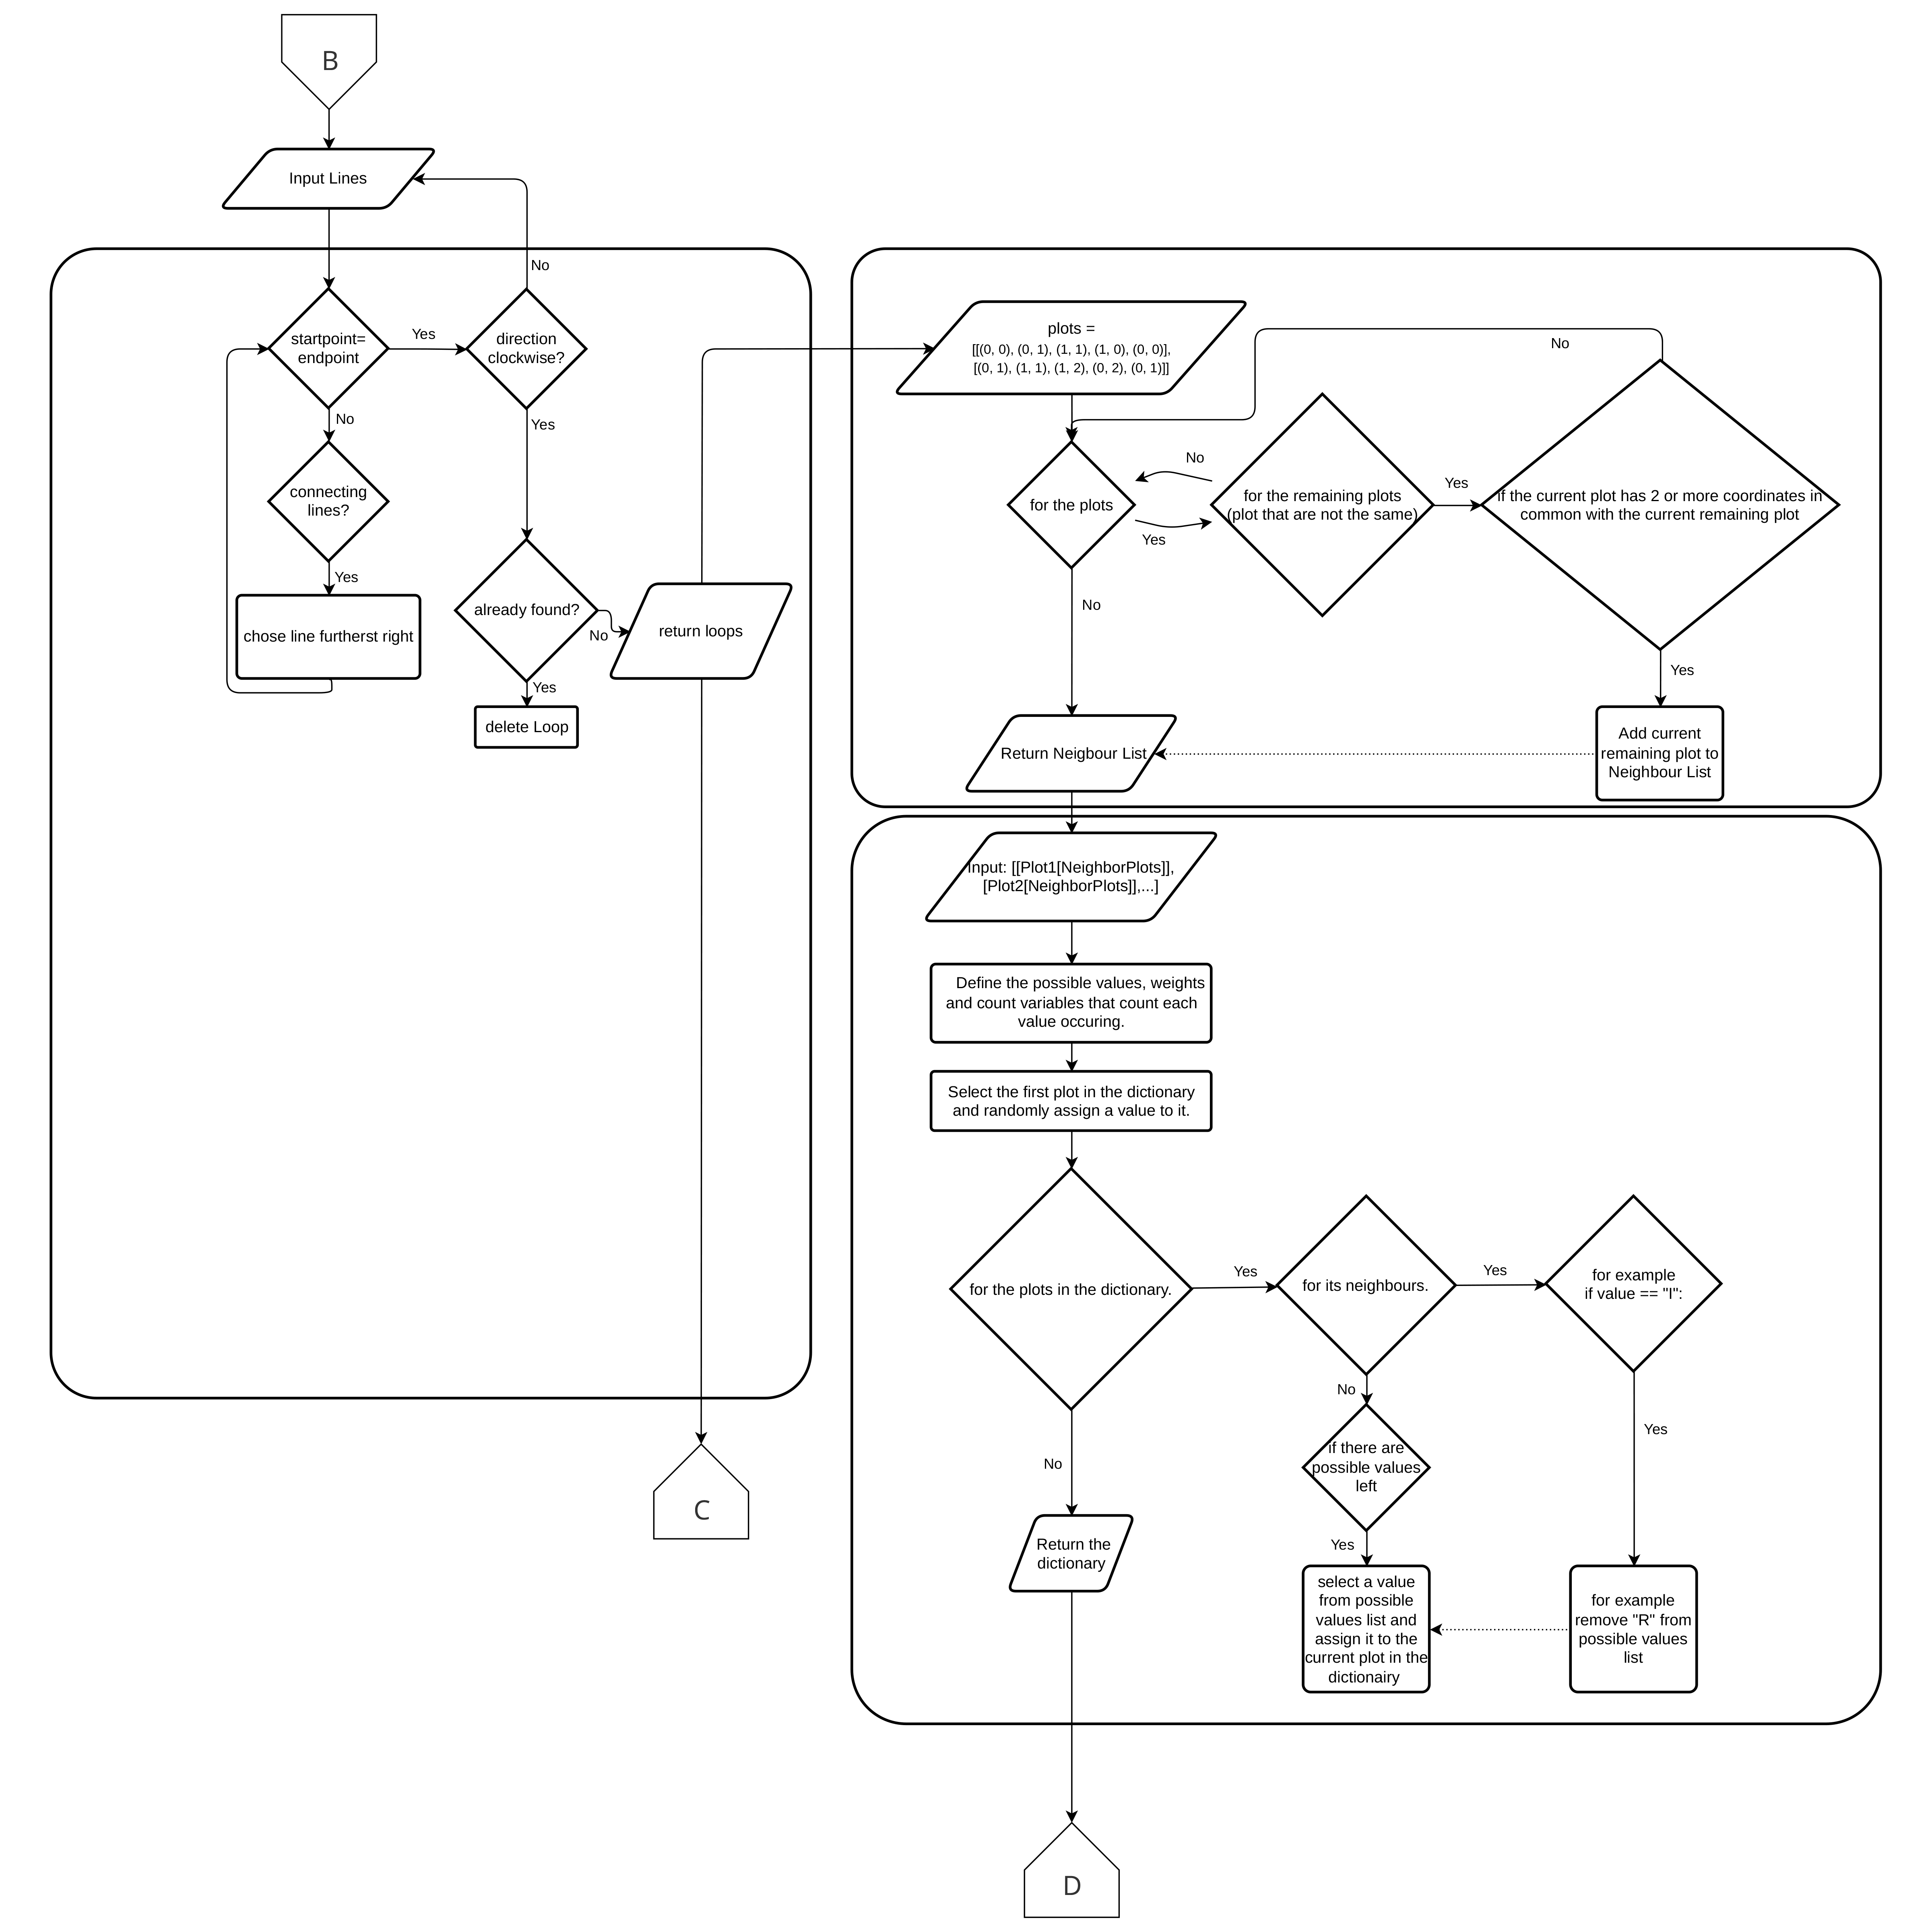 B
Input Lines
No
startpoint=
endpoint
Yes
direction
clockwise?
No
connecting
lines?
Yes
Yes
chose line furtherst right
already found?
No
return loops
Yes
delete Loop
C
plots =
[[(0, 0), (0, 1), (1, 1), (1, 0), (0, 0)],
[(0, 1), (1, 1), (1, 2), (0, 2), (0, 1)]]
No
for the plots
No
Yes
for the remaining plots
(plot that are not the same)
Yes
if the current plot has 2 or more coordinates in
common with the current remaining plot
No
Yes
Return Neigbour List
Add current
remaining plot to
Neighbour List
Input: [[Plot1[NeighborPlots]],
[Plot2[NeighborPlots]],...]
Define the possible values, weights
and count variables that count each
value occuring.
Select the first plot in the dictionary
and randomly assign a value to it.
for the plots in the dictionary.
Yes
for its neighbours.
Yes
for example
if value == "I":
No
No
Yes
if there are
possible values
left
Yes
Return the
dictionary
select a value
from possible
values list and
assign it to the
current plot in the
dictionairy
for example
remove "R" from
possible values
list
D